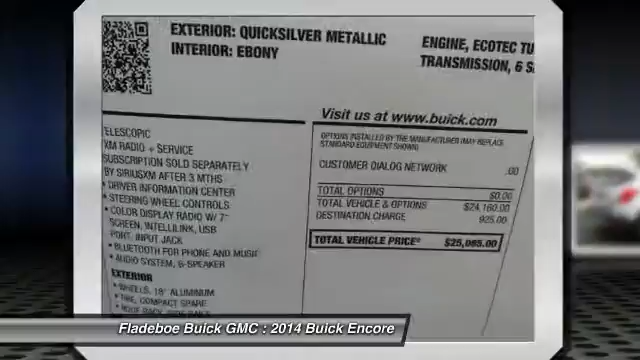 EXTERIOR: QUICKSILVER METALLIC
INTERIOR: EBONY
ENGINE, ECOTEC TU
TRANSMISSION, 6 S
Visit us at www.buick.com
ELESCOPIC
XM RADIO + SERVICE
SUBSCRIPTION SOLD SEPARATELY
BY SIRIUSXM AFTER 3 MTHS
• DRIVER INFORMATION CENTER
• STEERING WHEEL CONTROLS
• COLOR DISPLAY RADIO W/ 7"
SCREEN, INTELLILINK, USB
PORT, INPUT JACK
• BLUETOOTH FOR PHONE AND MUSIC
• AUDIO SYSTEM, 6-SPEAKER
EXTERIOR
• WHEELS, 18" ALUMINUM
• TIRE, COMPACT SPARE
OPTIONS INSTALLED BY THE MANUFACTURER (MAY REPLACE
STANDARD EQUIPMENT SHOWN)
CUSTOMER DIALOG NETWORK .00
TOTAL OPTIONS $0.00
TOTAL VEHICLE & OPTIONS $24,160.00
DESTINATION CHARGE 925.00
TOTAL VEHICLE PRICE* $25,085.00
Fladeboe Buick GMC : 2014 Buick Encore